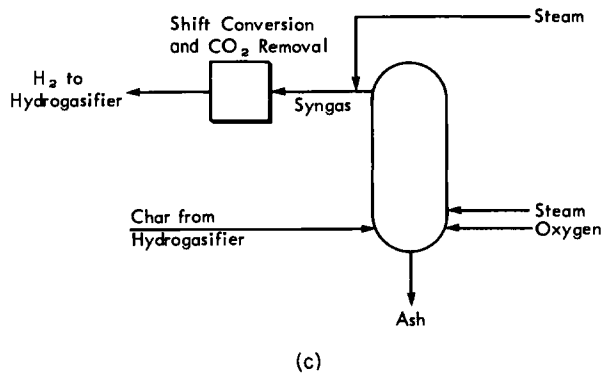 Shift Conversion
and CO₂ Removal
Steam
H₂ to
Hydrogasifier
Syngas
Char from
Hydrogasifier
Steam
Oxygen
Ash
(c)